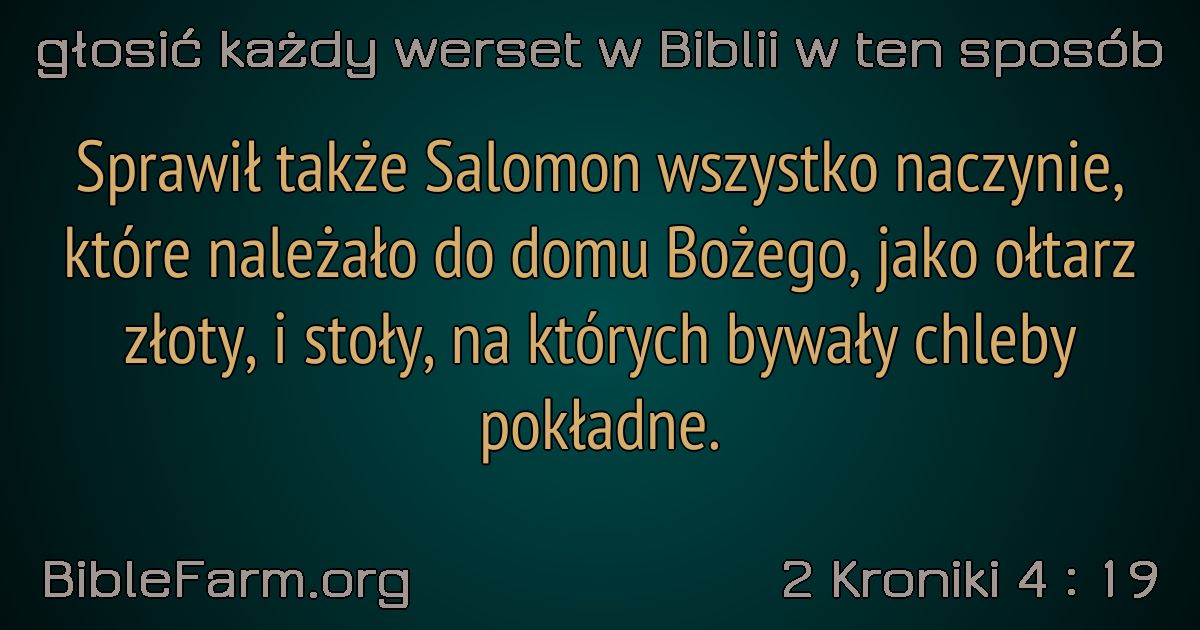 głosić każdy werset w Biblii w ten sposób
Sprawił także Salomon wszystko naczynie,
które należało do domu Bożego, jako ołtarz
złoty, i stoły, na których bywały chleby
pokładne.
BibleFarm.org
2 Kroniki 4 : 19